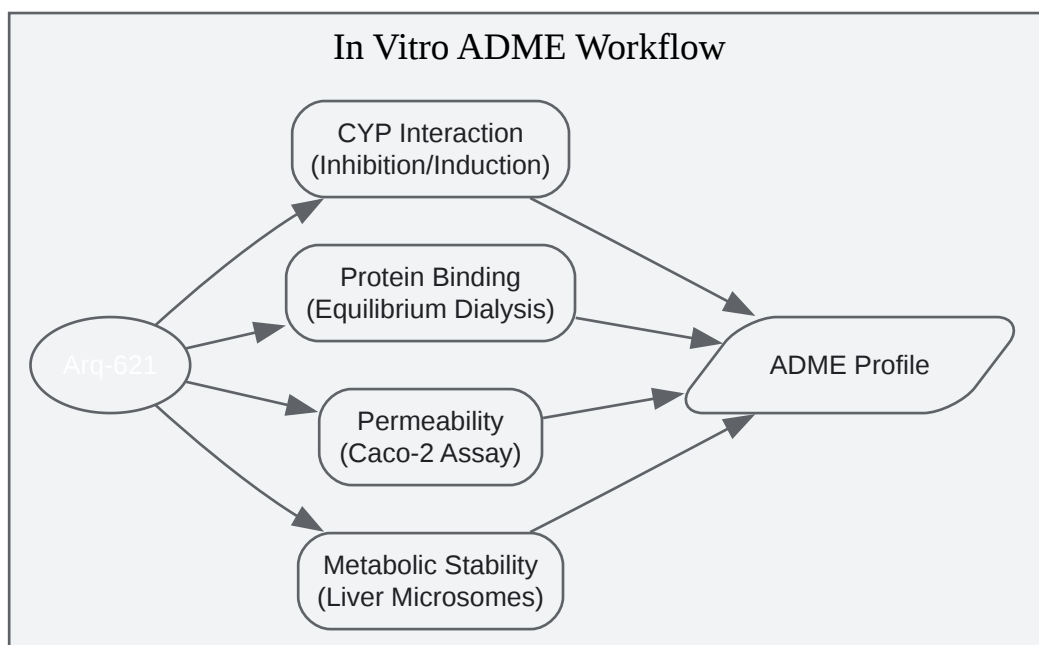 In Vitro ADME Workflow
CYP Interaction
(Inhibition/Induction)
Protein Binding
(Equilibrium Dialysis)
Arq-621
ADME Profile
Permeability
(Caco-2 Assay)
Metabolic Stability
(Liver Microsomes)